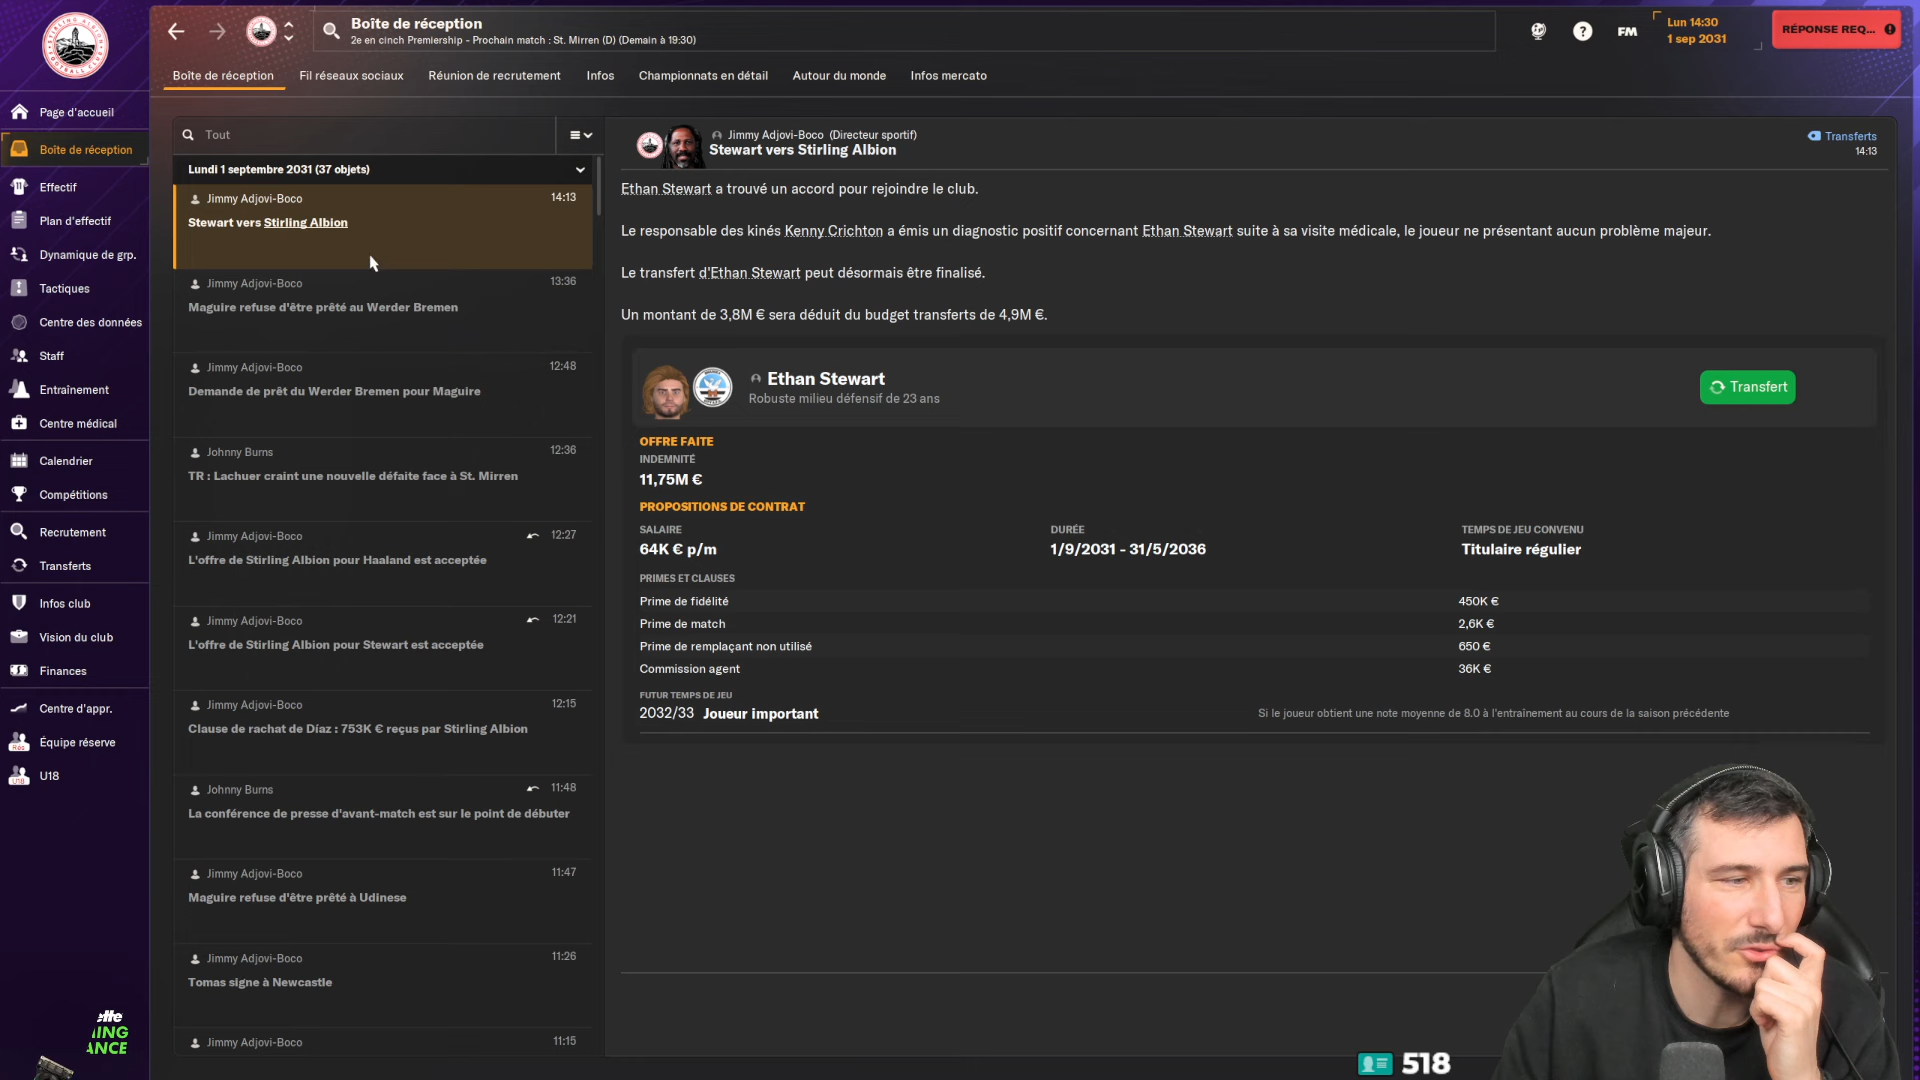 Boîte de réception
2e en cinch Premiership - Prochain match : St. Mirren (D) (Demain à 19:30)
FM
Lun 14:30
1 sep 2031
RÉPONSE REQ...
Boîte de réception
Fil réseaux sociaux
Réunion de recrutement
Infos
Championnats en détail
Autour du monde
Infos mercato
Page d'accueil
Boîte de réception
Effectif
Plan d'effectif
Dynamique de grp.
Tactiques
Centre des données
Staff
Entraînement
Centre médical
Calendrier
Compétitions
Recrutement
Transferts
Infos club
Vision du club
Finances
Centre d'appr.
Équipe réserve
U18
Tout
Lundi 1 septembre 2031 (37 objets)
Jimmy Adjovi-Boco 14:13
Stewart vers Stirling Albion
Jimmy Adjovi-Boco 13:36
Maguire refuse d'être prêté au Werder Bremen
Jimmy Adjovi-Boco 12:48
Demande de prêt du Werder Bremen pour Maguire
Johnny Burns 12:36
TR : Lachuer craint une nouvelle défaite face à St. Mirren
Jimmy Adjovi-Boco 12:27
L'offre de Stirling Albion pour Haaland est acceptée
Jimmy Adjovi-Boco 12:21
L'offre de Stirling Albion pour Stewart est acceptée
Jimmy Adjovi-Boco 12:15
Clause de rachat de Díaz : 753K € reçus par Stirling Albion
Johnny Burns 11:48
La conférence de presse d'avant-match est sur le point de débuter
Jimmy Adjovi-Boco 11:47
Maguire refuse d'être prêté à Udinese
Jimmy Adjovi-Boco 11:26
Tomas signe à Newcastle
Jimmy Adjovi-Boco 11:15
Jimmy Adjovi-Boco (Directeur sportif)
Stewart vers Stirling Albion
Transferts
14:13
Ethan Stewart a trouvé un accord pour rejoindre le club.
Le responsable des kinés Kenny Crichton a émis un diagnostic positif concernant Ethan Stewart suite à sa visite médicale, le joueur ne présentant aucun problème majeur.
Le transfert d'Ethan Stewart peut désormais être finalisé.
Un montant de 3,8M € sera déduit du budget transferts de 4,9M €.
Ethan Stewart
Robuste milieu défensif de 23 ans
Transfert
OFFRE FAITE
INDEMNITÉ
11,75M €
PROPOSITIONS DE CONTRAT
SALAIRE DURÉE TEMPS DE JEU CONVENU
64K € p/m 1/9/2031 - 31/5/2036 Titulaire régulier
PRIMES ET CLAUSES
Prime de fidélité 450K €
Prime de match 2,6K €
Prime de remplaçant non utilisé 650 €
Commission agent 36K €
FUTUR TEMPS DE JEU
2032/33 Joueur important Si le joueur obtient une note moyenne de 8.0 à l'entraînement au cours de la saison précédente
518